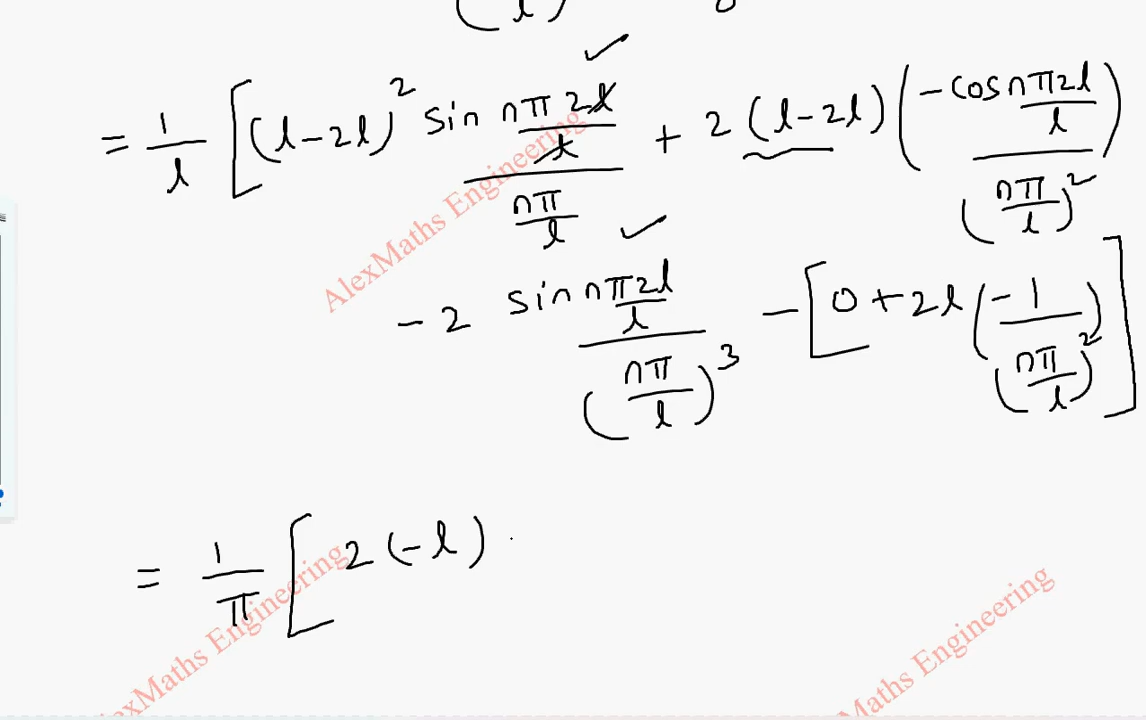 (l)
= 1/l [(l-2l)² sin nπ2l/l / nπ/l + 2(l-2l)(-cos nπ2l/l / (nπ/l)²)
- 2 sin nπ2l/l / (nπ/l)³ - [0 + 2l(-1/(nπ/l)²)]
= 1/π [2(-l)
AlexMaths Engineering
AlexMaths Engineering
AlexMaths Engineering